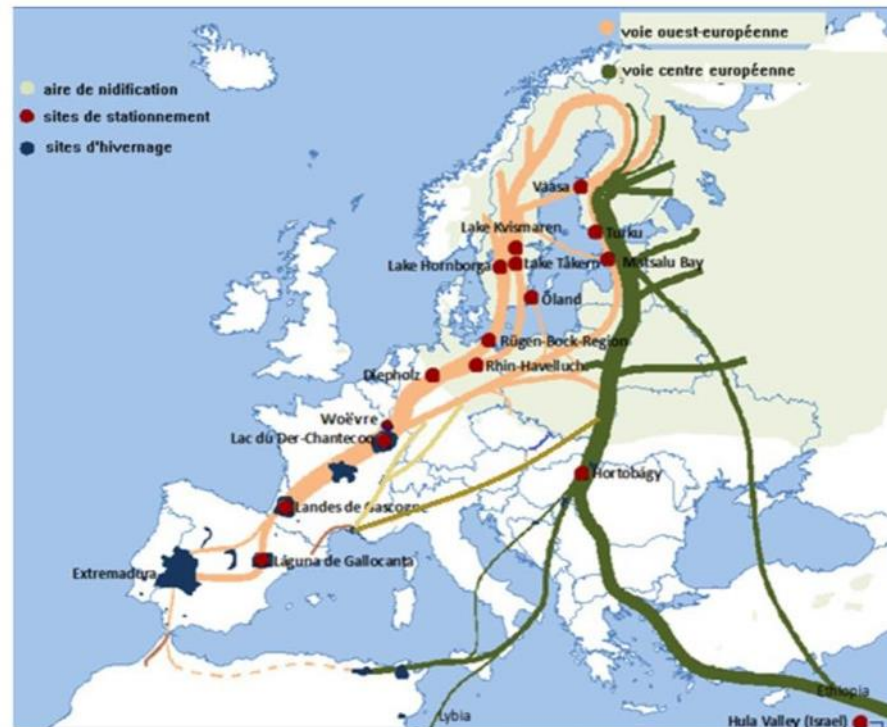 voie ouest-européenne
voie centre européenne
aire de nidification
sites de stationnement
sites d'hivernage
Vaasa
Lake Kvismaren
Turku
Lake Hornborga
Lake Tåkern
Matsalu Bay
Öland
Rügen-Bock-Region
Diepholz
Rhin-Havelluch
Woëvre
Lac du Der-Chantecoq
Hortobágy
Landes de Gascogne
Extremadura
Láguna de Gallocanta
Ethiopia
Lybia
Hula Valley (Israel)